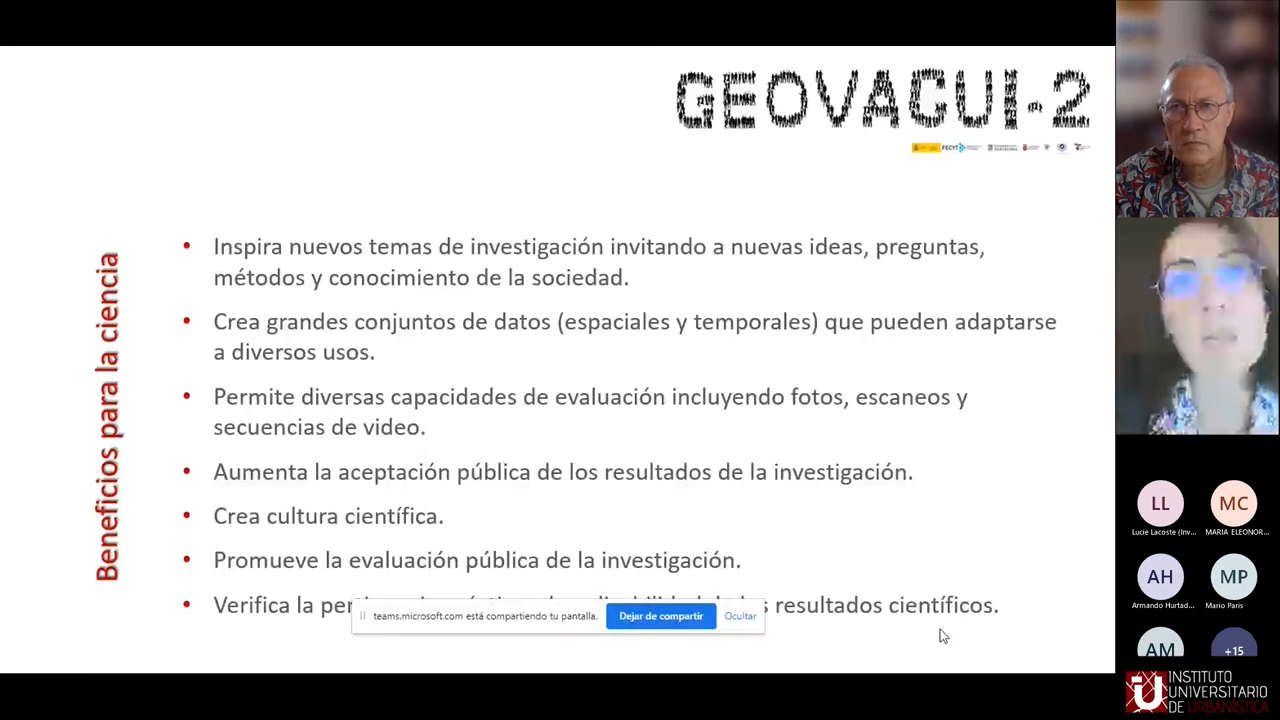 GEOVACUI-2
FECYT
Beneficios para la ciencia
• Inspira nuevos temas de investigación invitando a nuevas ideas, preguntas,
métodos y conocimiento de la sociedad.
• Crea grandes conjuntos de datos (espaciales y temporales) que pueden adaptarse
a diversos usos.
• Permite diversas capacidades de evaluación incluyendo fotos, escaneos y
secuencias de video.
• Aumenta la aceptación pública de los resultados de la investigación.
• Crea cultura científica.
• Promueve la evaluación pública de la investigación.
• Verifica la resultados científicos.
teams.microsoft.com está compartiendo tu pantalla.
Dejar de compartir
Ocultar
LL
MC
Lucie Lacoste (Inv...
MARIA ELEONOR...
AH
MP
Armando Hurtad...
Mario Paris
AM
+15
INSTITUTO
UNIVERSITARIO
DE URBANÍSTICA